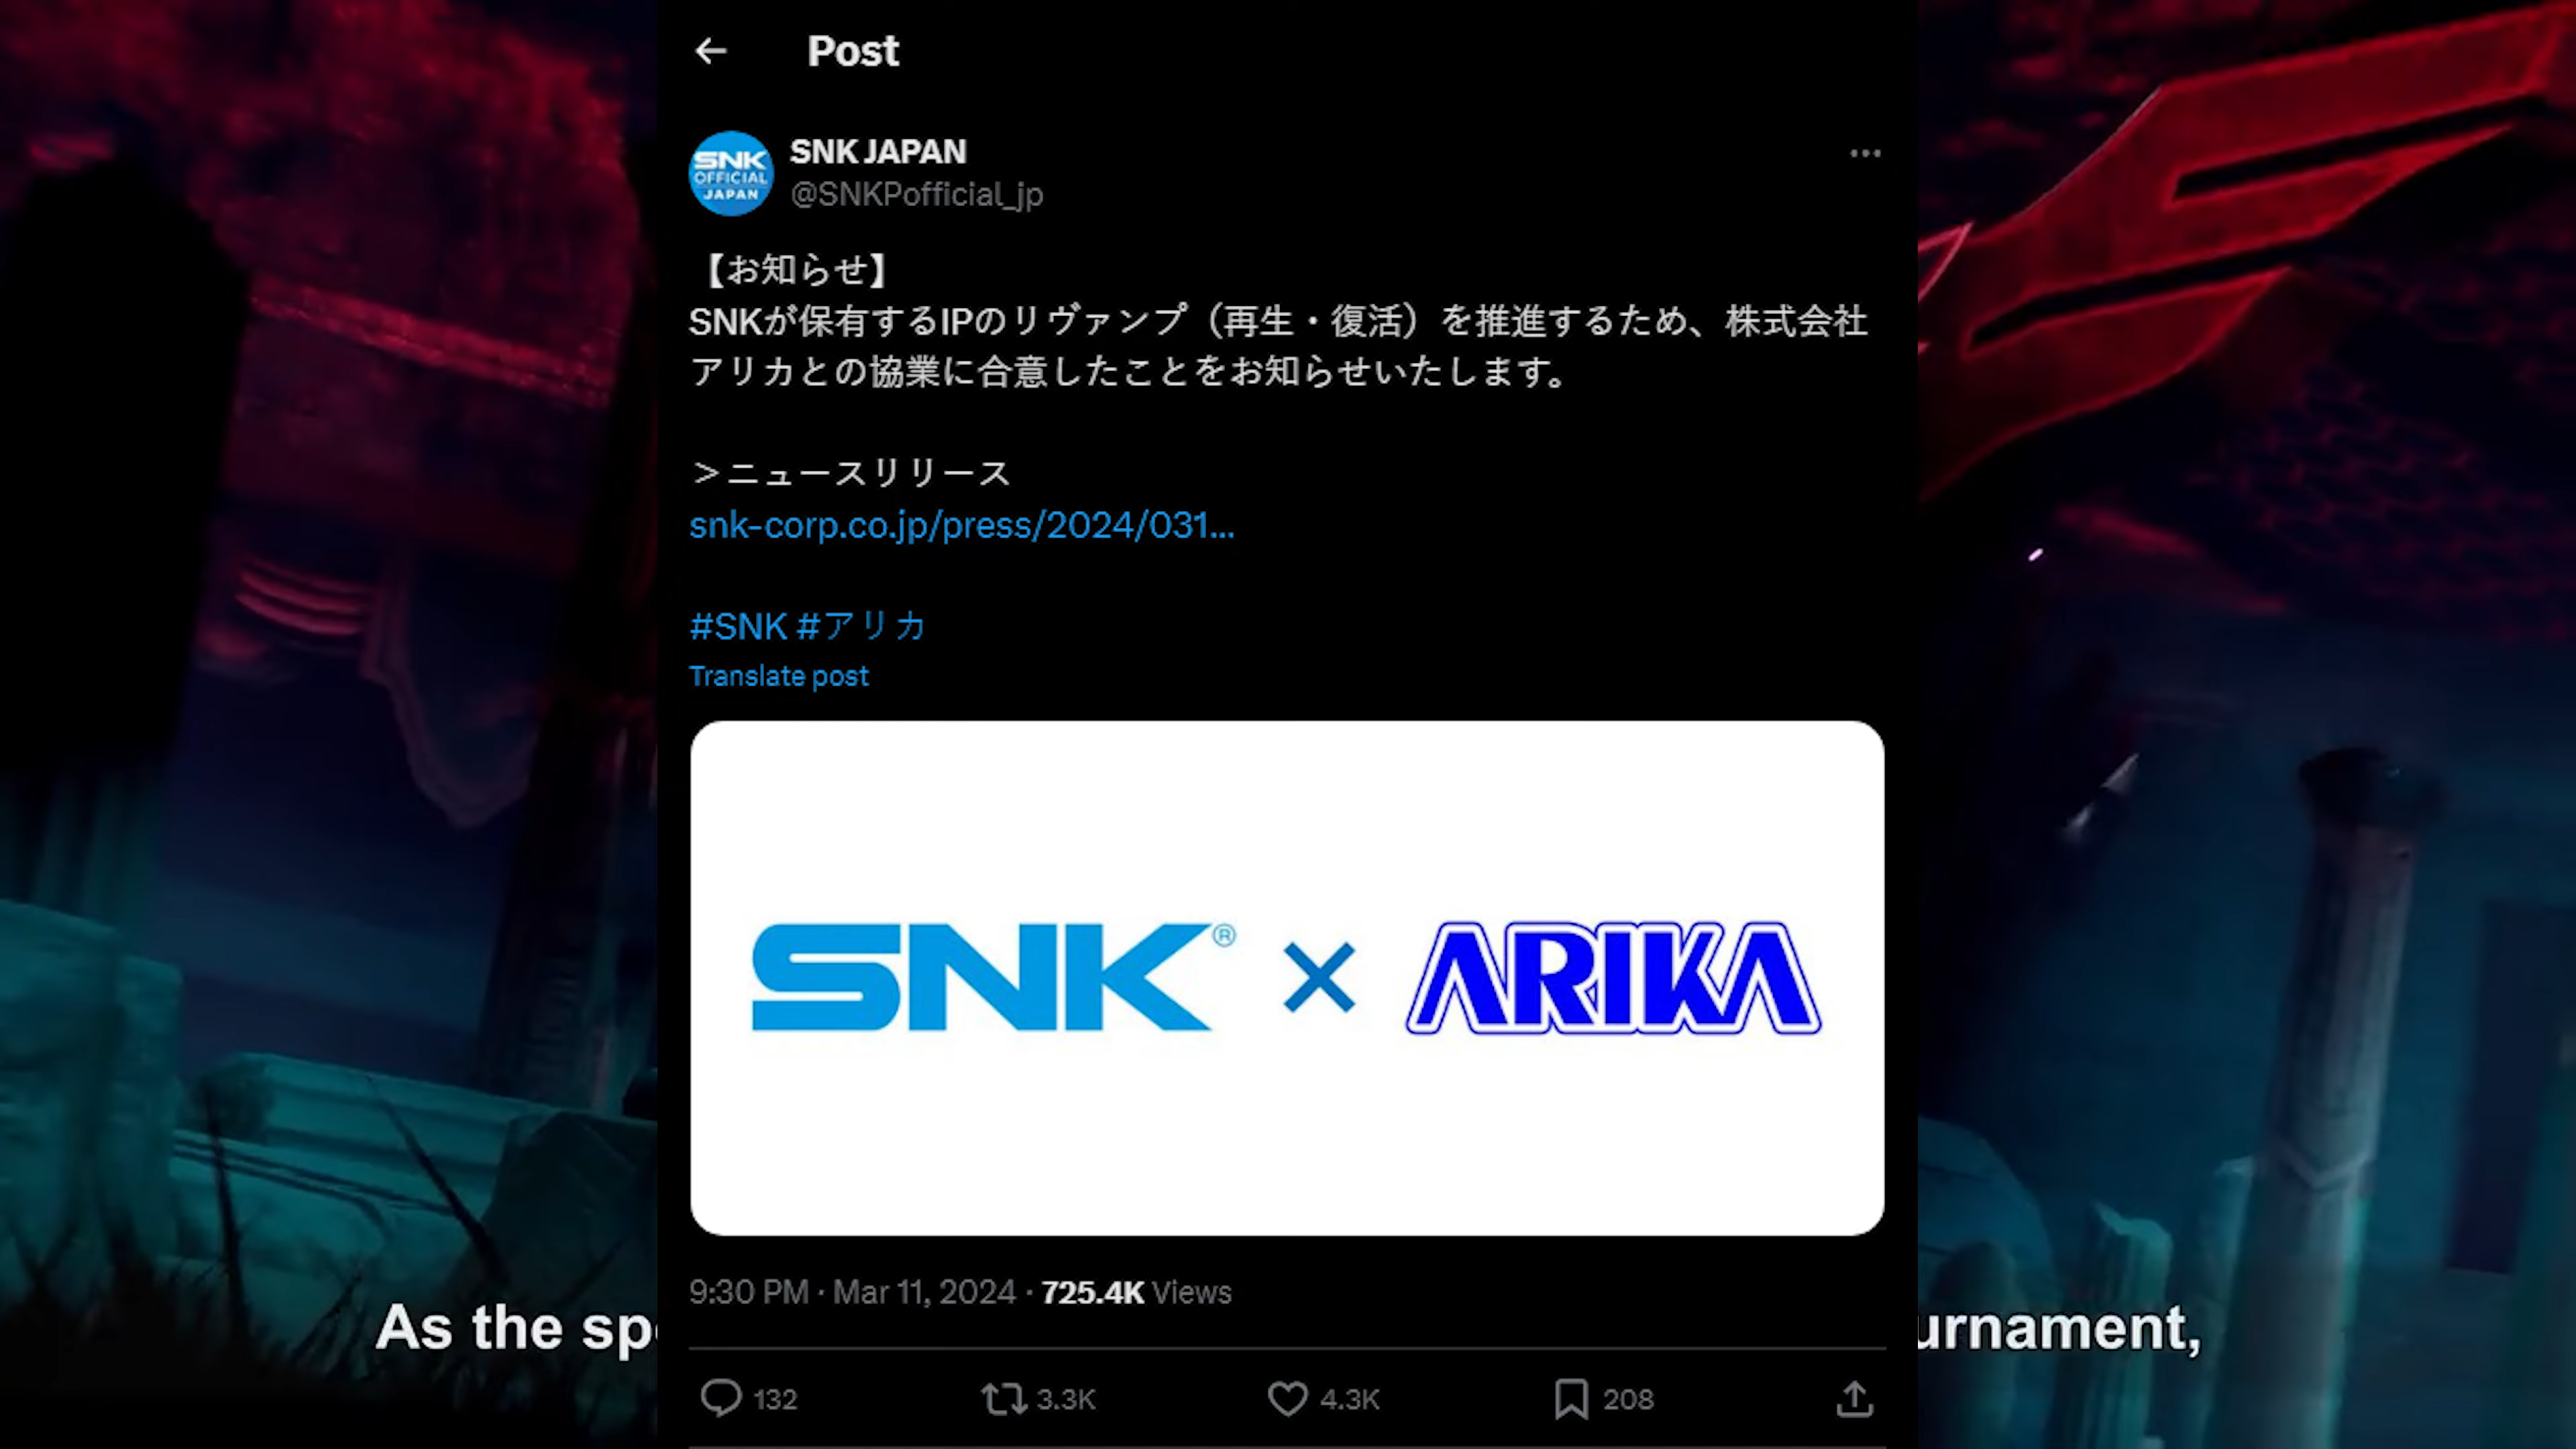 Post
SNK
OFFICIAL
JAPAN
SNK JAPAN
@SNKPofficial_jp
【お知らせ】
SNKが保有するIPのリヴァンプ（再生・復活）を推進するため、株式会社
アリカとの協業に合意したことをお知らせいたします。
＞ニュースリリース
snk-corp.co.jp/press/2024/031...
#SNK #アリカ
Translate post
SNK® × ARIKA
9:30 PM · Mar 11, 2024 · 725.4K Views
As the sp
urnament,
132 3.3K 4.3K 208